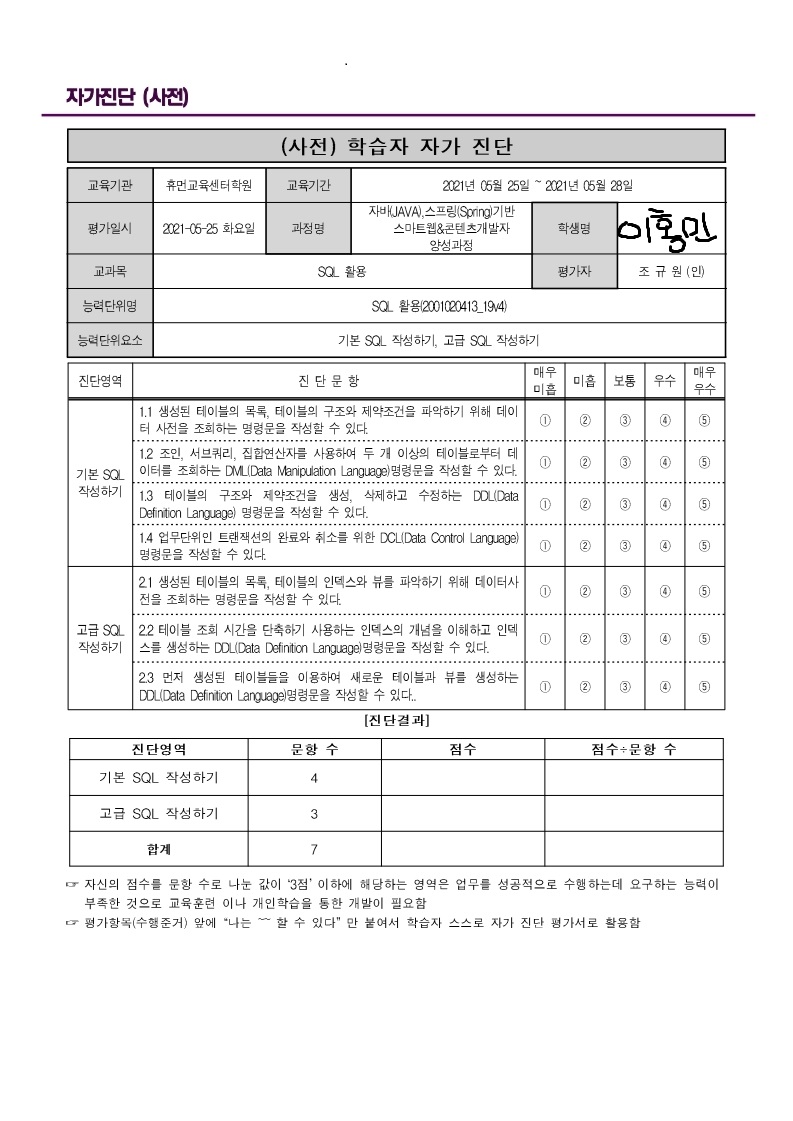 자가진단 (사전)
(사전) 학습자 자가 진단
교육기관 휴먼교육센터학원 교육기간 2021년 05월 25일 ~ 2021년 05월 28일
평가일시 2021-05-25 화요일 과정명 자바(JAVA),스프링(Spring)기반
스마트웹&콘텐츠개발자
양성과정
학생명 이홍민
교과목 SQL 활용 평가자 조 규 원 (인)
능력단위명 SQL 활용(2001020413_19v4)
능력단위요소 기본 SQL 작성하기, 고급 SQL 작성하기
진단영역 진 단 문 항 매우 미흡 미흡 보통 우수 매우 우수
기본 SQL
작성하기
1.1 생성된 테이블의 목록, 테이블의 구조와 제약조건을 파악하기 위해 데이
터 사전을 조회하는 명령문을 작성할 수 있다.
① ② ③ ④ ⑤
1.2 조인, 서브쿼리, 집합연산자를 사용하여 두 개 이상의 테이블로부터 데
이터를 조회하는 DML(Data Manipulation Language)명령문을 작성할 수 있다.
① ② ③ ④ ⑤
1.3 테이블의 구조와 제약조건을 생성, 삭제하고 수정하는 DDL(Data
Definition Language) 명령문을 작성할 수 있다.
① ② ③ ④ ⑤
1.4 업무단위인 트랜잭션의 완료와 취소를 위한 DCL(Data Control Language)
명령문을 작성할 수 있다.
① ② ③ ④ ⑤
고급 SQL
작성하기
2.1 생성된 테이블의 목록, 테이블의 인덱스와 뷰를 파악하기 위해 데이터사
전을 조회하는 명령문을 작성할 수 있다.
① ② ③ ④ ⑤
2.2 테이블 조회 시간을 단축하기 사용하는 인덱스의 개념을 이해하고 인덱
스를 생성하는 DDL(Data Definition Language)명령문을 작성할 수 있다.
① ② ③ ④ ⑤
2.3 먼저 생성된 테이블들을 이용하여 새로운 테이블과 뷰를 생성하는
DDL(Data Definition Language)명령문을 작성할 수 있다..
① ② ③ ④ ⑤
[진단결과]
진단영역 문항 수 점수 점수÷문항 수
기본 SQL 작성하기 4
고급 SQL 작성하기 3
합계 7
☞ 자신의 점수를 문항 수로 나눈 값이 ‘3점’ 이하에 해당하는 영역은 업무를 성공적으로 수행하는데 요구하는 능력이
부족한 것으로 교육훈련 이나 개인학습을 통한 개발이 필요함
☞ 평가항목(수행준거) 앞에 “나는 ~~ 할 수 있다” 만 붙여서 학습자 스스로 자가 진단 평가서로 활용함